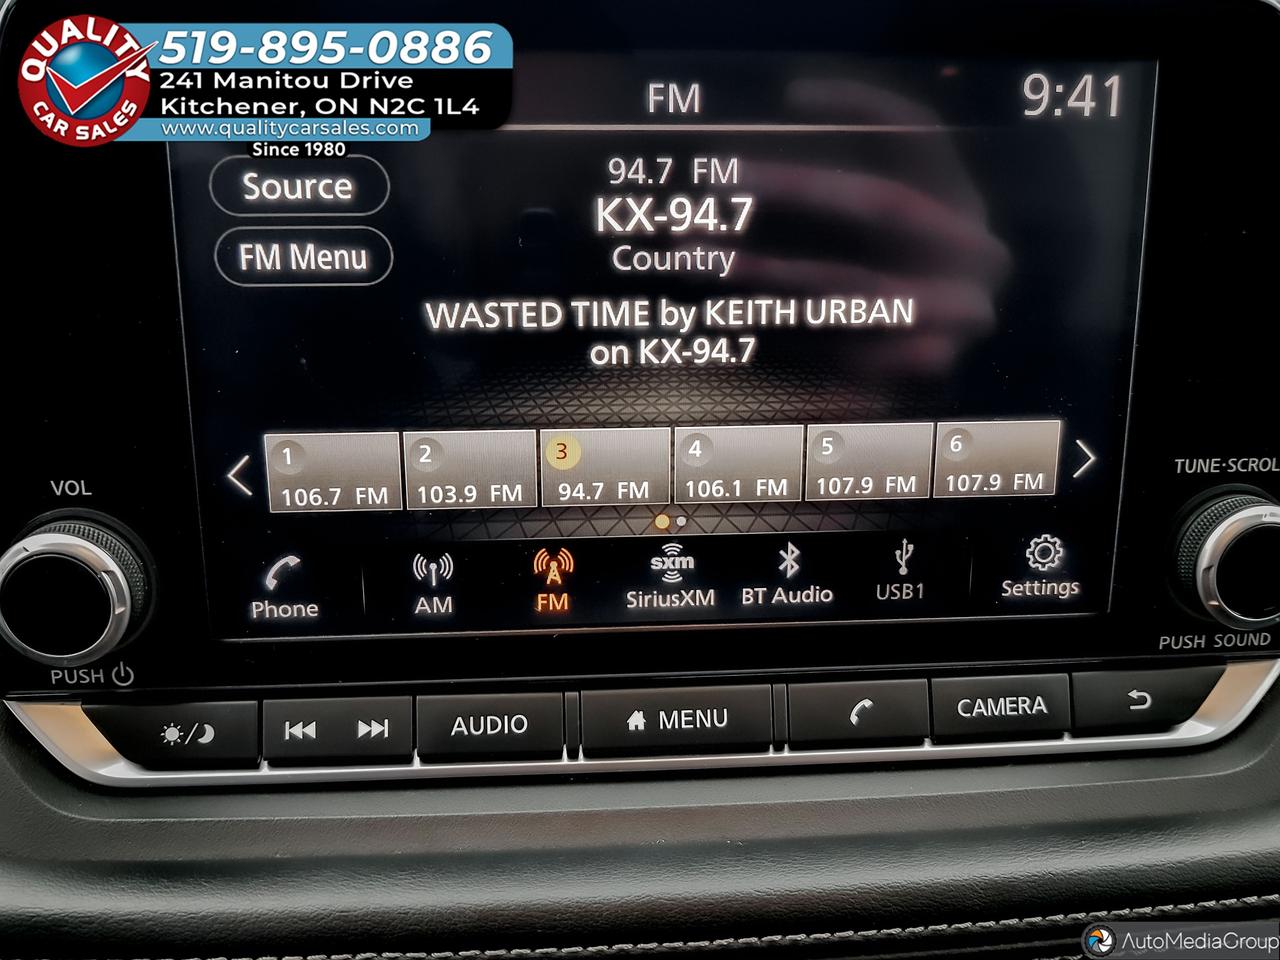 QUALITY
CAR SALES
519-895-0886
241 Manitou Drive
Kitchener, ON N2C 1L4
www.qualitycarsales.com
Since 1980
FM
9:41
Source
FM Menu
94.7 FM
KX-94.7
Country
WASTED TIME by KEITH URBAN
on KX-94.7
1 2 3 4 5 6
106.7 FM 103.9 FM 94.7 FM 106.1 FM 107.9 FM 107.9 FM
VOL
PUSH
TUNE·SCROL
PUSH SOUND
sxm
Phone AM FM SiriusXM BT Audio USB1 Settings
AUDIO MENU CAMERA
AutoMediaGroup